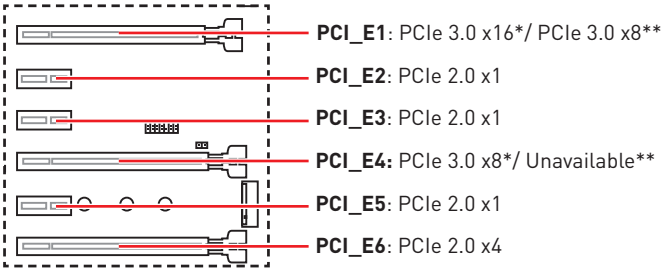 PCI_E1: PCIe 3.0 x16*/ PCIe 3.0 x8**
PCI_E2: PCIe 2.0 x1
PCI_E3: PCIe 2.0 x1
PCI_E4: PCIe 3.0 x8*/ Unavailable**
PCI_E5: PCIe 2.0 x1
PCI_E6: PCIe 2.0 x4